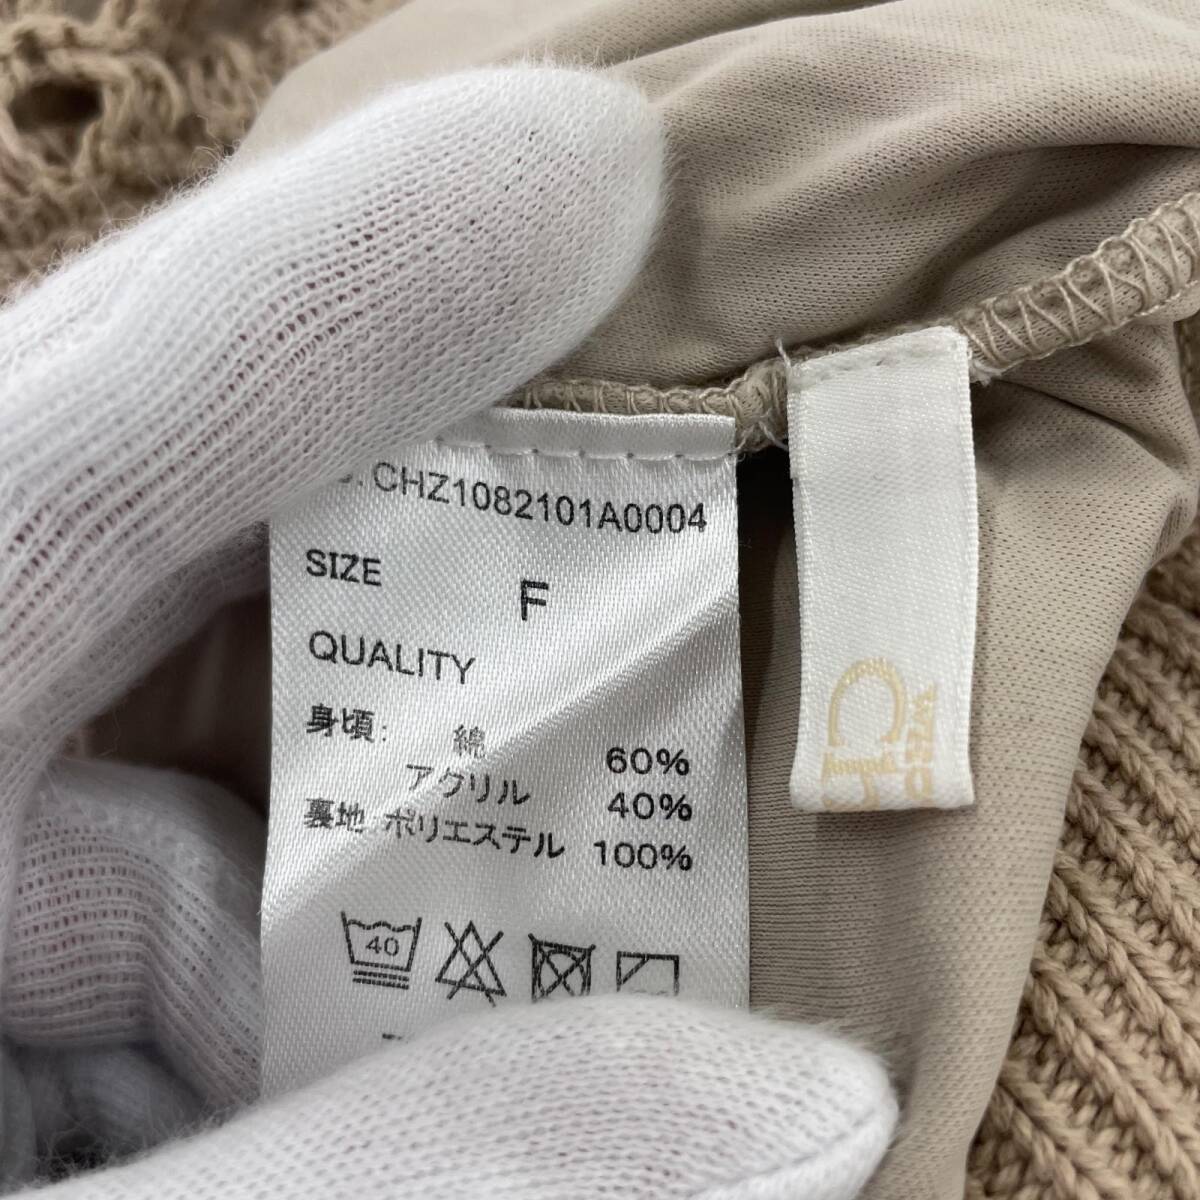 CHZ1082101A0004
SIZE
F
QUALITY
身頃: 綿 60%
アクリル 40%
裏地 ポリエステル 100%
40